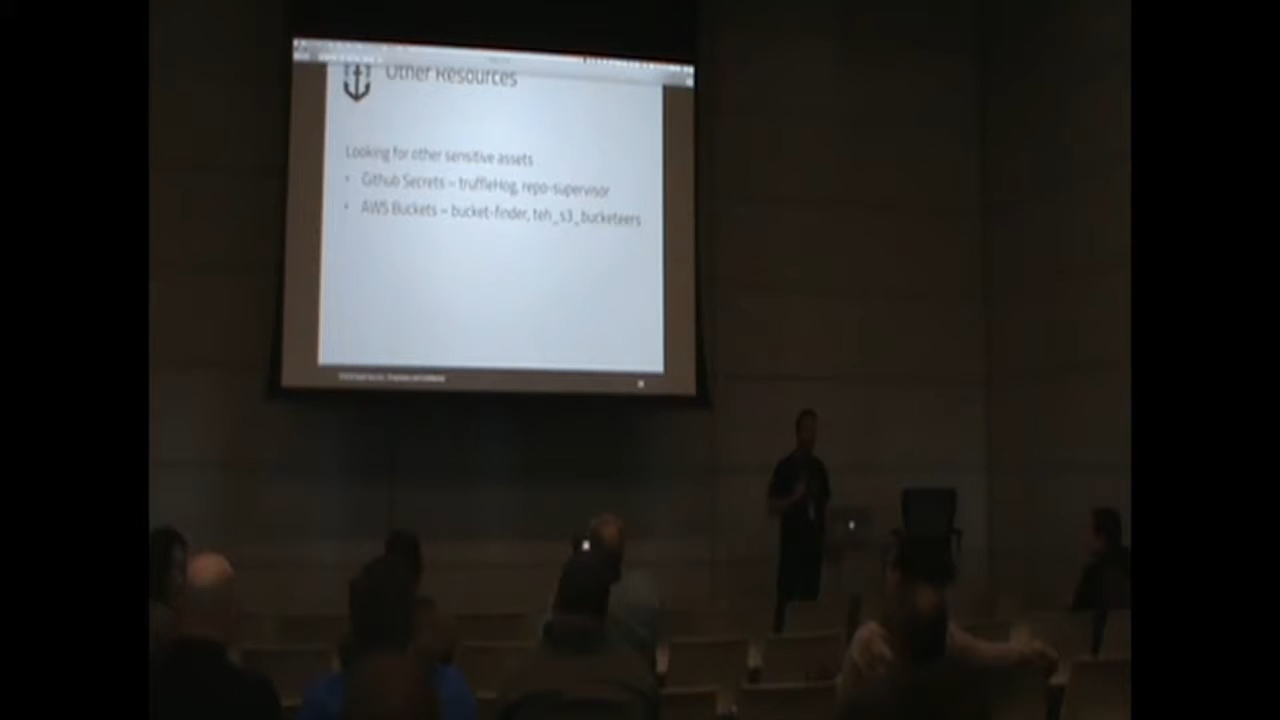 Other Resources
Looking for other sensitive assets
• Github Secrets – truffleHog, repo-supervisor
• AWS Buckets – bucket-finder, teh_s3_bucketeers